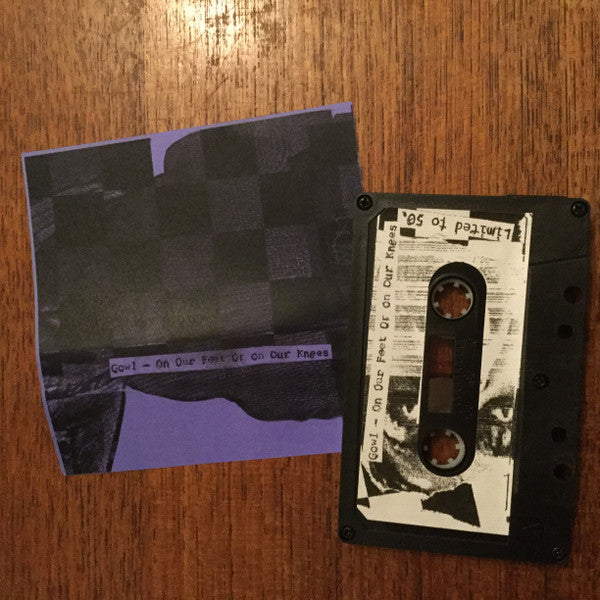 Gowl - On Our Feet Or On Our Knees
Limited to 50.
Gowl - On Our Feet Or On Our Knees